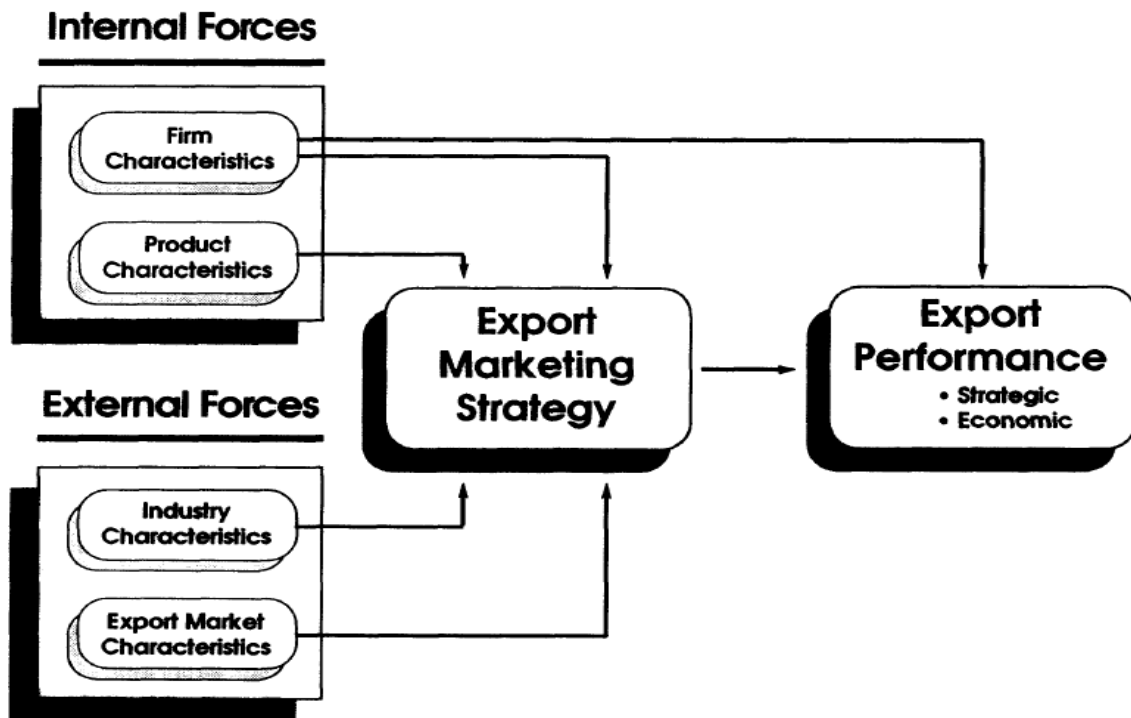 Internal Forces
Firm
Characteristics
Product
Characteristics
Export
Marketing
Strategy
Export
Performance
• Strategic
• Economic
External Forces
Industry
Characteristics
Export Market
Characteristics